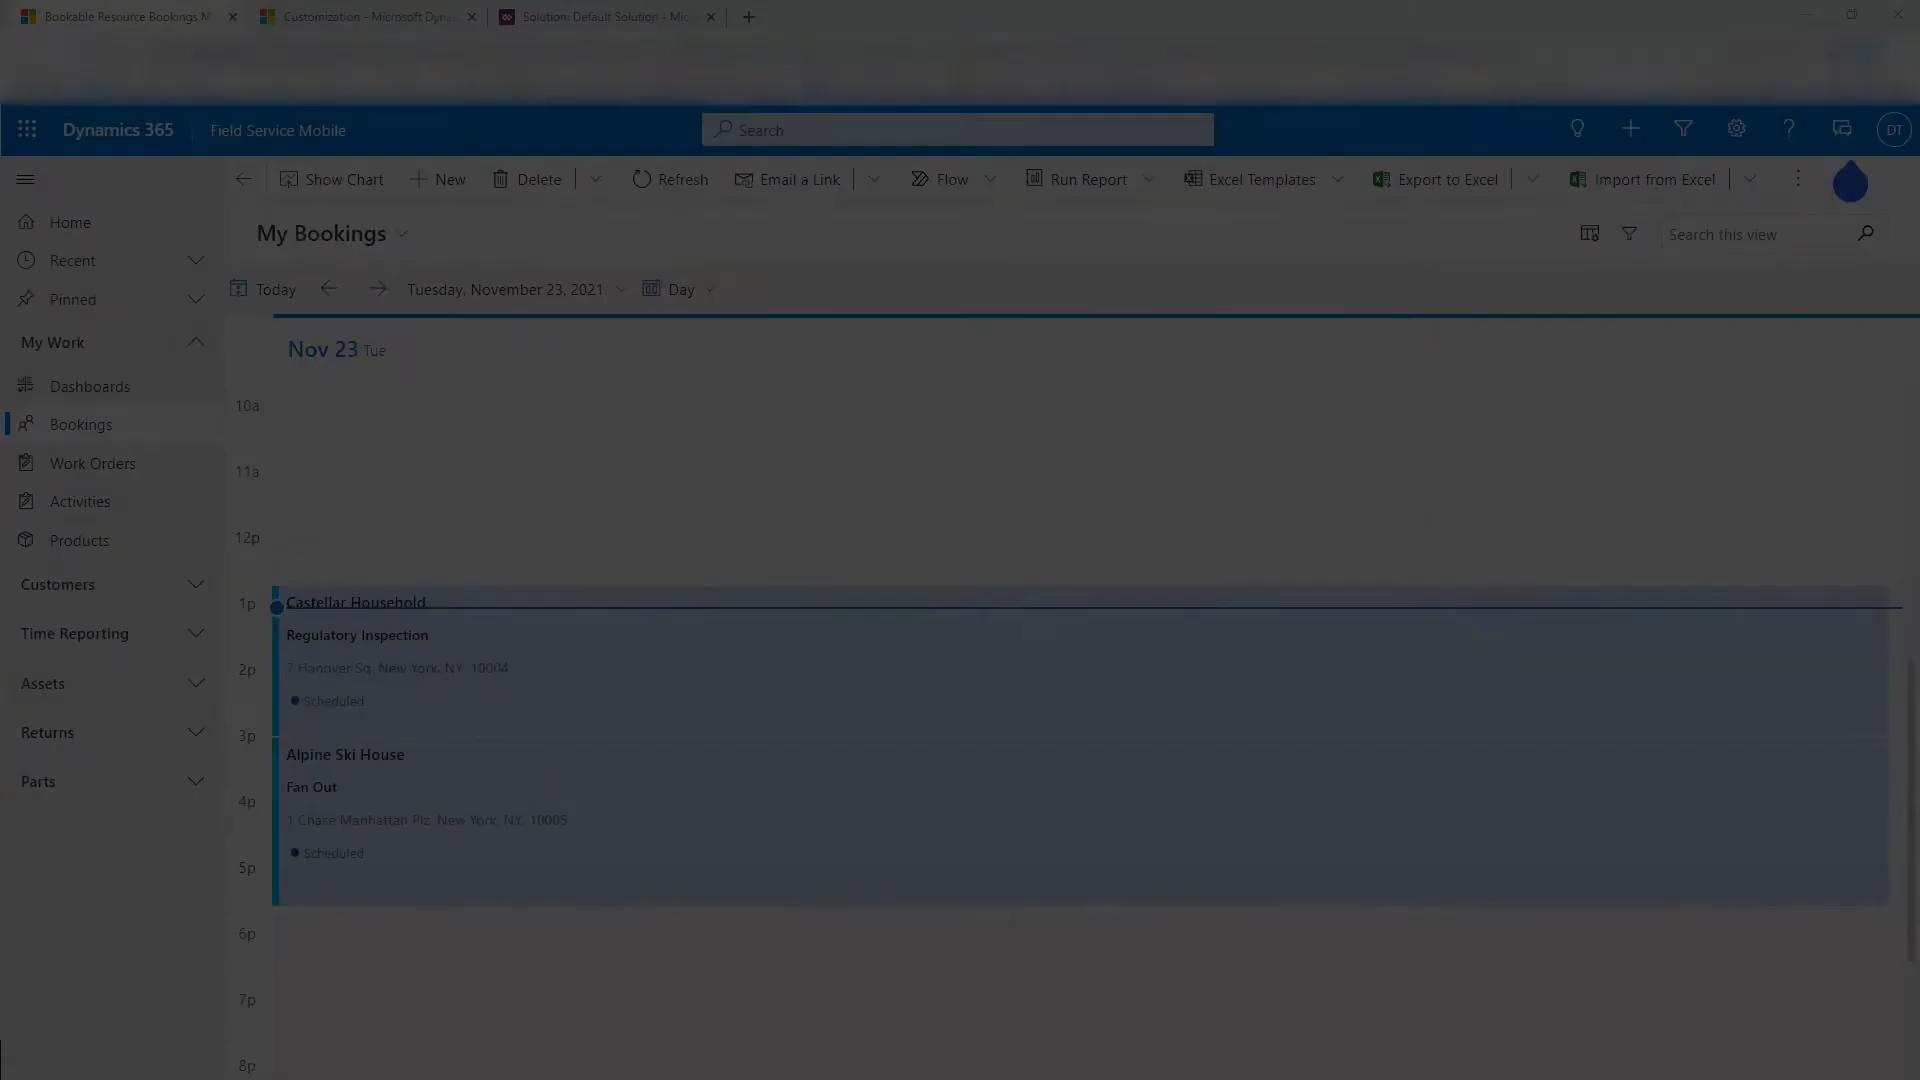 Bookable Resource Bookings M
Customization - Microsoft Dyna
Solution: Default Solution - Mic
Dynamics 365
Field Service Mobile
Search
DT
Show Chart
New
Delete
Refresh
Email a Link
Flow
Run Report
Excel Templates
Export to Excel
Import from Excel
Home
Recent
Pinned
My Work
Dashboards
Bookings
Work Orders
Activities
Products
Customers
Time Reporting
Assets
Returns
Parts
My Bookings
Search this view
Today
Tuesday, November 23, 2021
Day
Nov 23 Tue
10a
11a
12p
1p
Castellar Household
Regulatory Inspection
2p
7 Hanover Sq, New York, NY, 10004
Scheduled
3p
Alpine Ski House
Fan Out
4p
1 Chase Manhattan Plz, New York, NY, 10005
Scheduled
5p
6p
7p
8p